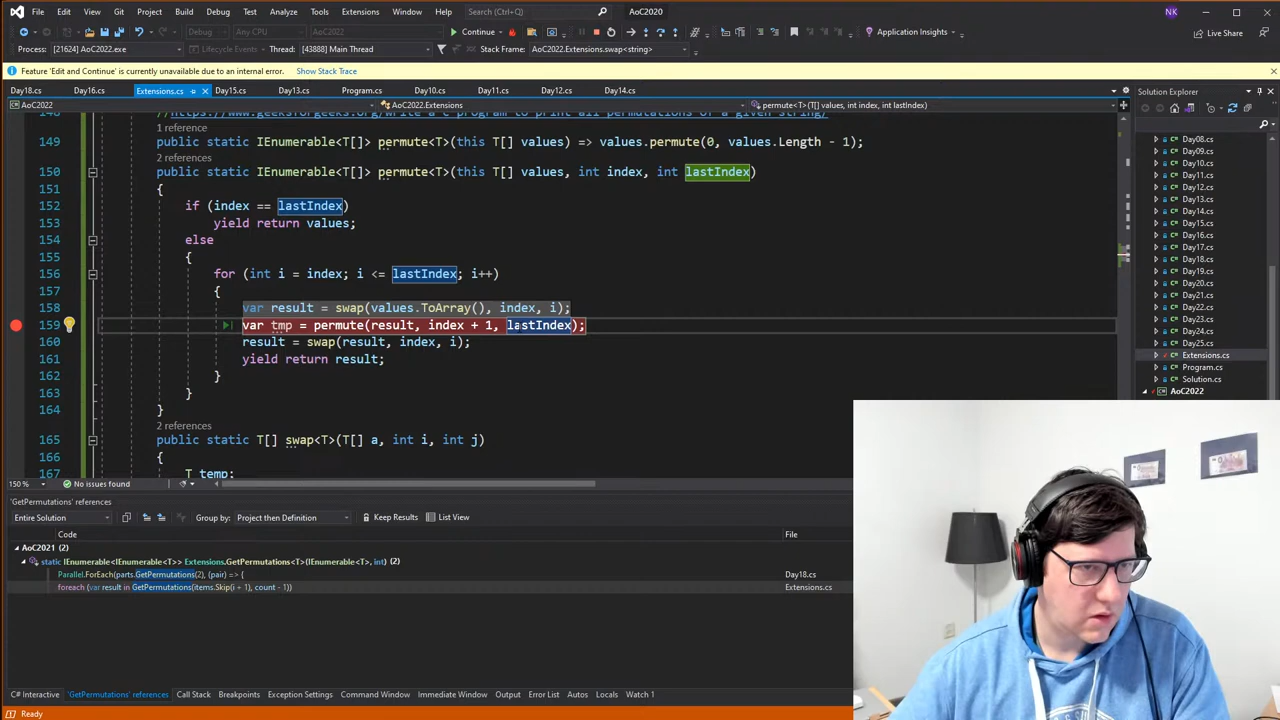 File Edit View Git Project Build Debug Test Analyze Tools Extensions Window Help Search (Ctrl+Q) AoC2020 NK
Continue Application Insights Live Share
Process: [21624] AoC2022.exe Lifecycle Events Thread: [43888] Main Thread Stack Frame: AoC2022.Extensions.swap<string>
Feature 'Edit and Continue' is currently unavailable due to an internal error. Show Stack Trace
Day18.cs Day16.cs Extensions.cs Day15.cs Day13.cs Program.cs Day10.cs Day11.cs Day12.cs Day14.cs
AoC2022 AoC2022.Extensions permute<T>(T[] values, int index, int lastIndex)
148 //https://www.geeksforgeeks.org/write-a-c-program-to-print-all-permutations-of-a-given-string/
1 reference
149 public static IEnumerable<T[]> permute<T>(this T[] values) => values.permute(0, values.Length - 1);
2 references
150 public static IEnumerable<T[]> permute<T>(this T[] values, int index, int lastIndex)
151 {
152 if (index == lastIndex)
153 yield return values;
154 else
155 {
156 for (int i = index; i <= lastIndex; i++)
157 {
158 var result = swap(values.ToArray(), index, i);
159 var tmp = permute(result, index + 1, lastIndex);
160 result = swap(result, index, i);
161 yield return result;
162 }
163 }
164 }
2 references
165 public static T[] swap<T>(T[] a, int i, int j)
166 {
167 T temp;
150 % No issues found
'GetPermutations' references
Entire Solution Group by: Project then Definition Keep Results List View
Code File
AoC2021 (2)
static IEnumerable<IEnumerable<T>> Extensions.GetPermutations<T>(IEnumerable<T>, int) (2)
Parallel.ForEach(parts.GetPermutations(2), (pair) => { Day18.cs
foreach (var result in GetPermutations(items.Skip(i + 1), count - 1)) Extensions.cs
C# Interactive 'GetPermutations' references Call Stack Breakpoints Exception Settings Command Window Immediate Window Output Error List Autos Locals Watch 1
Ready
Solution Explorer
Day08.cs
Day09.cs
Day10.cs
Day11.cs
Day12.cs
Day13.cs
Day14.cs
Day15.cs
Day16.cs
Day17.cs
Day18.cs
Day19.cs
Day20.cs
Day21.cs
Day22.cs
Day23.cs
Day24.cs
Day25.cs
Extensions.cs
Program.cs
Solution.cs
AoC2022